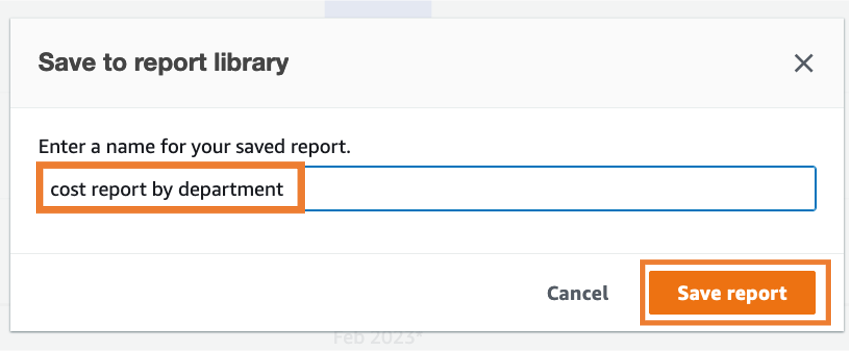 Save to report library
Enter a name for your saved report.
cost report by department
Cancel Save report
Feb 2023*